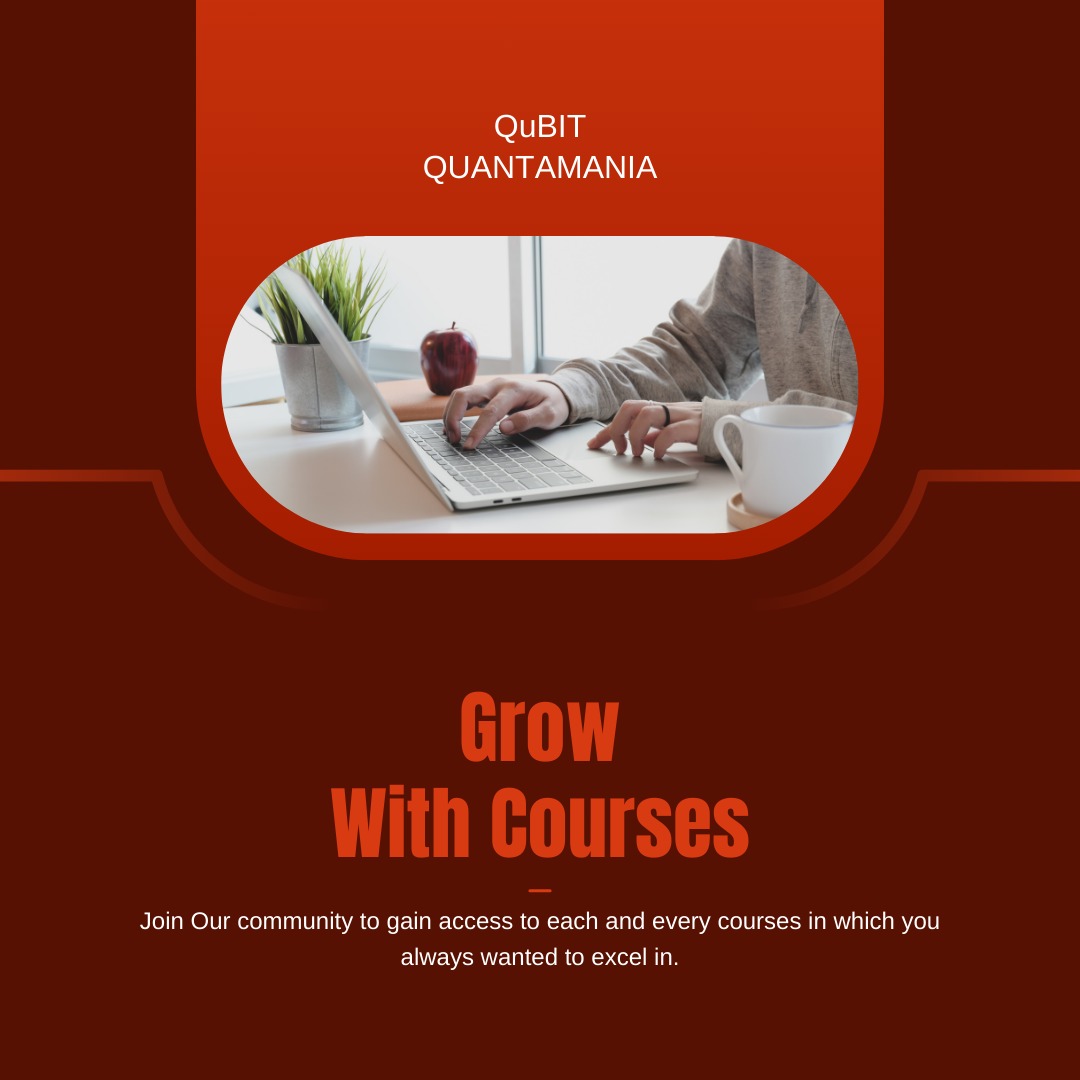 QuBIT
QUANTAMANIA
Grow
With Courses
Join Our community to gain access to each and every courses in which you
always wanted to excel in.